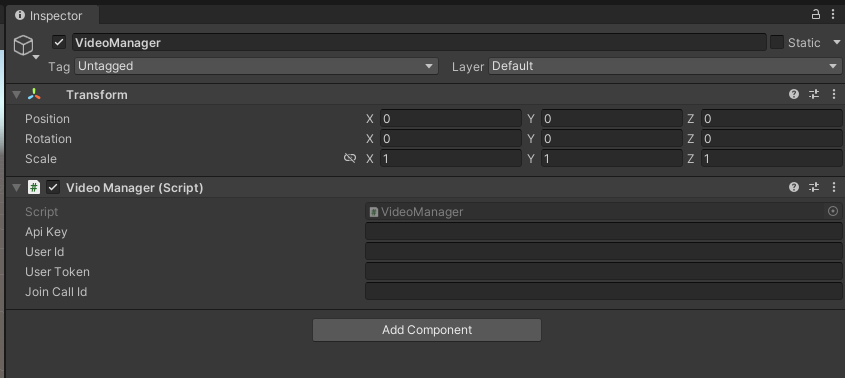 Inspector
VideoManager Static
Tag Untagged Layer Default
Transform
Position X 0 Y 0 Z 0
Rotation X 0 Y 0 Z 0
Scale X 1 Y 1 Z 1
# Video Manager (Script)
Script # VideoManager
Api Key
User Id
User Token
Join Call Id
Add Component